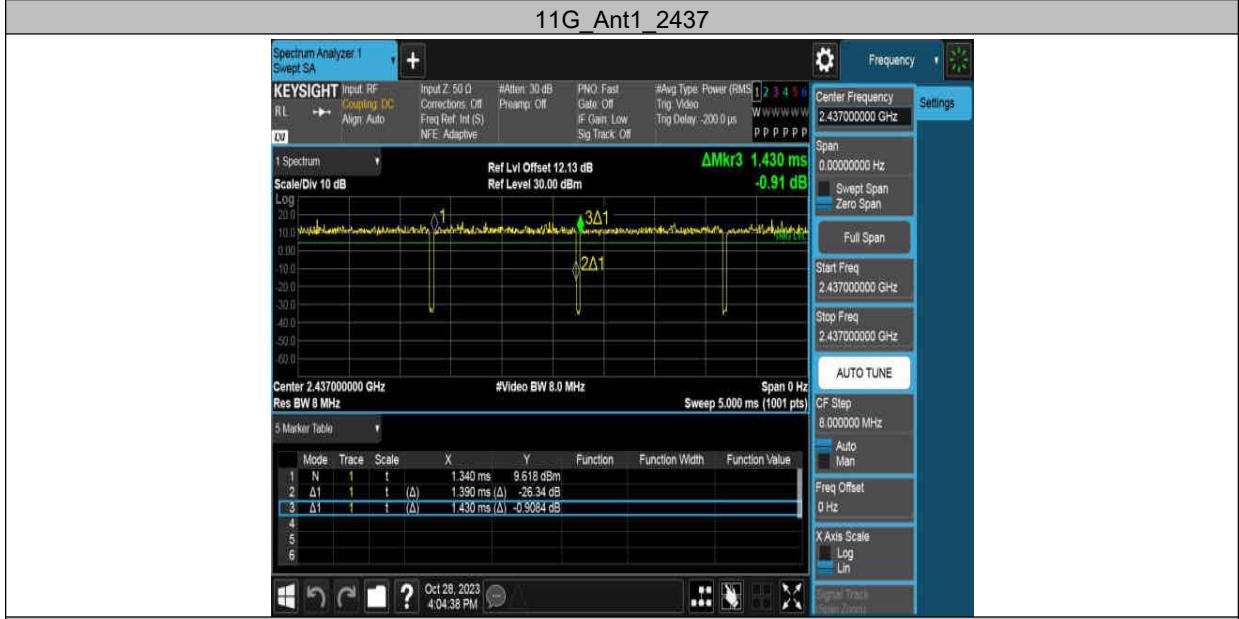 11G_Ant1_2437
Spectrum Analyzer 1
Swept SA
+
Frequency
KEYSIGHT
RL
LXI
Input: RF
Coupling: DC
Align: Auto
Input Z: 50 Ω
Corrections: Off
Freq Ref: Int (S)
NFE: Adaptive
#Atten: 30 dB
Preamp: Off
PNO: Fast
Gate: Off
IF Gain: Low
Sig Track: Off
#Avg Type: Power (RMS
Trig: Video
Trig Delay: -200.0 µs
1 2 3 4 5 6
W W W W W W
P P P P P P
Center Frequency
2.437000000 GHz
Settings
1 Spectrum
Scale/Div 10 dB
Ref Lvl Offset 12.13 dB
Ref Level 30.00 dBm
ΔMkr3 1.430 ms
-0.91 dB
Log
20.0
10.0
0.00
-10.0
-20.0
-30.0
-40.0
-50.0
-60.0
1
3Δ1
2Δ1
TRIG LVL
Center 2.437000000 GHz
Res BW 8 MHz
#Video BW 8.0 MHz
Span 0 Hz
Sweep 5.000 ms (1001 pts)
Span
0.00000000 Hz
Swept Span
Zero Span
Full Span
Start Freq
2.437000000 GHz
Stop Freq
2.437000000 GHz
AUTO TUNE
CF Step
8.000000 MHz
Auto
Man
Freq Offset
0 Hz
X Axis Scale
Log
Lin
Signal Track
(Span Zoom)
5 Marker Table
Mode Trace Scale X Y Function Function Width Function Value
1 N 1 t 1.340 ms 9.618 dBm
2 Δ1 1 t (Δ) 1.390 ms (Δ) -26.34 dB
3 Δ1 1 t (Δ) 1.430 ms (Δ) -0.9084 dB
4
5
6
?
Oct 28, 2023
4:04:38 PM